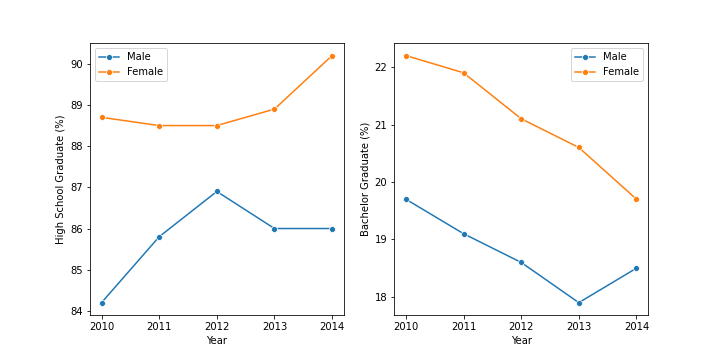 Male
Female
High School Graduate (%)
90
89
88
87
86
85
84
2010 2011 2012 2013 2014
Year
Male
Female
Bachelor Graduate (%)
22
21
20
19
18
2010 2011 2012 2013 2014
Year